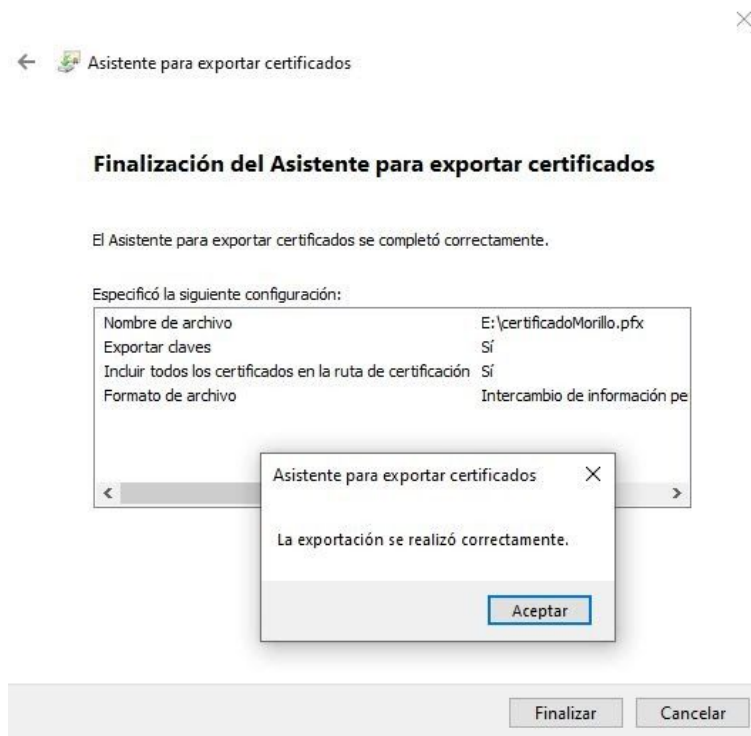 Asistente para exportar certificados
Finalización del Asistente para exportar certificados
El Asistente para exportar certificados se completó correctamente.
Especificó la siguiente configuración:
Nombre de archivo E:\certificadoMorillo.pfx
Exportar claves Sí
Incluir todos los certificados en la ruta de certificación Sí
Formato de archivo Intercambio de información pe
Asistente para exportar certificados
La exportación se realizó correctamente.
Aceptar
Finalizar Cancelar